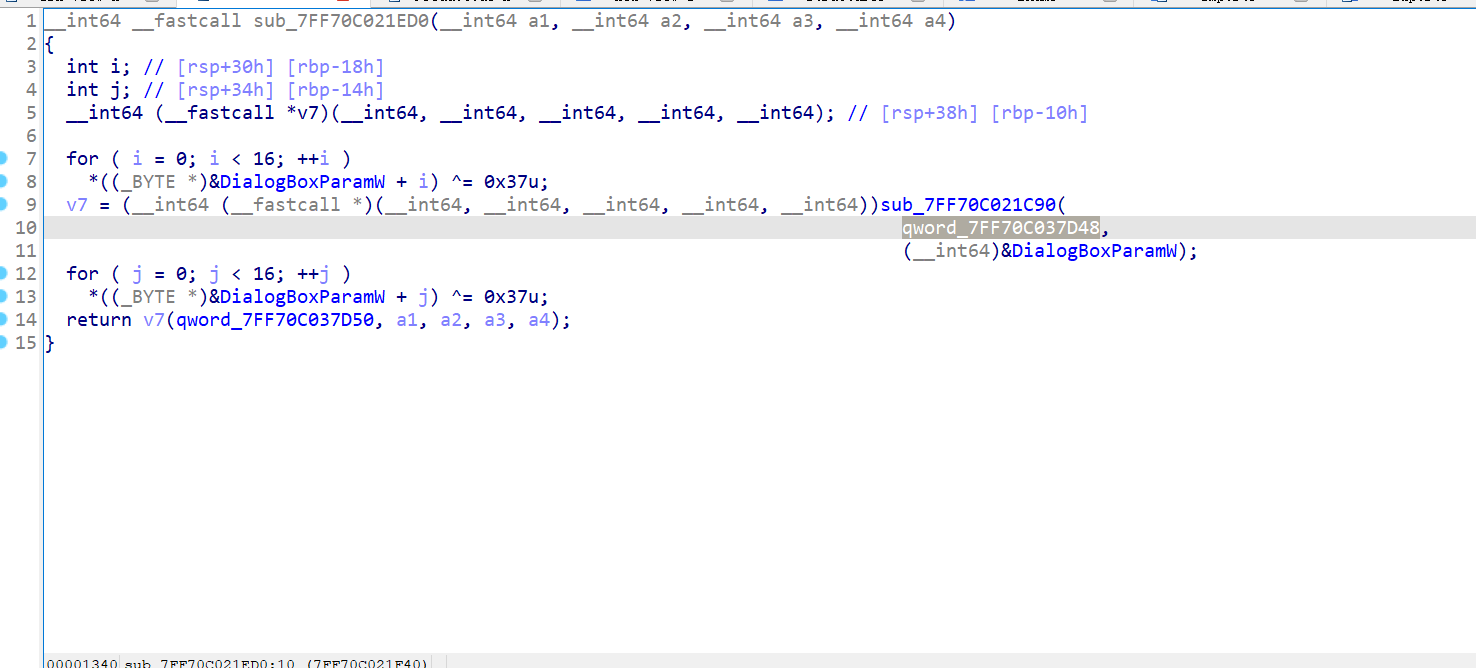 1 __int64 __fastcall sub_7FF70C021ED0(__int64 a1, __int64 a2, __int64 a3, __int64 a4)
2 {
3 int i; // [rsp+30h] [rbp-18h]
4 int j; // [rsp+34h] [rbp-14h]
5 __int64 (__fastcall *v7)(__int64, __int64, __int64, __int64, __int64); // [rsp+38h] [rbp-10h]
6
7 for ( i = 0; i < 16; ++i )
8 *((_BYTE *)&DialogBoxParamW + i) ^= 0x37u;
9 v7 = (__int64 (__fastcall *)(__int64, __int64, __int64, __int64, __int64))sub_7FF70C021C90(
10 qword_7FF70C037D48,
11 (__int64)&DialogBoxParamW);
12 for ( j = 0; j < 16; ++j )
13 *((_BYTE *)&DialogBoxParamW + j) ^= 0x37u;
14 return v7(qword_7FF70C037D50, a1, a2, a3, a4);
15 }
00001340 sub_7FF70C021ED0:10 (7FF70C021F40)